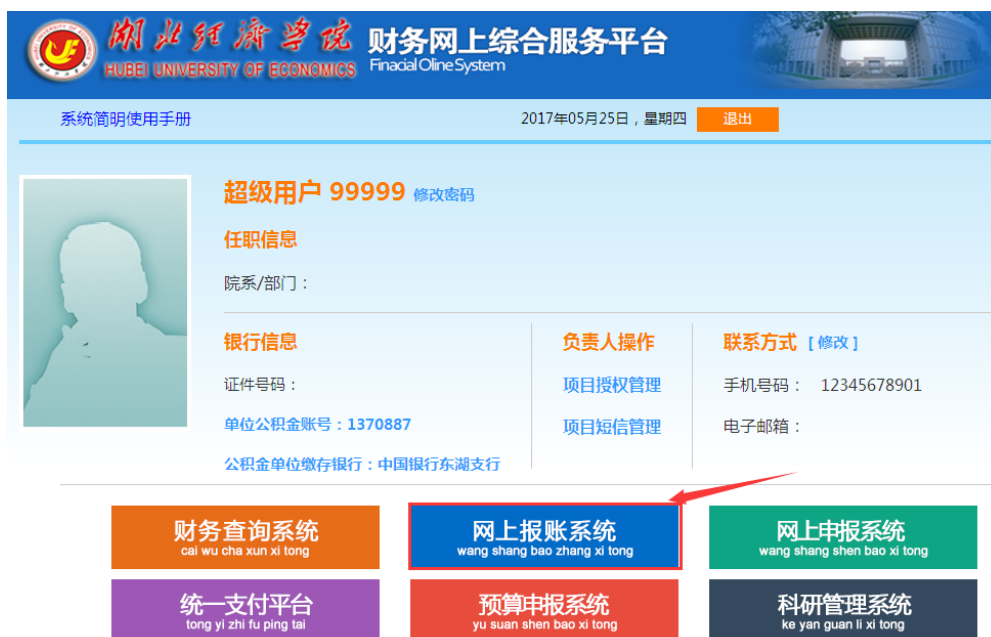 湖北经济学院
HUBEI UNIVERSITY OF ECONOMICS
财务网上综合服务平台
Finacial Oline System
系统简明使用手册
2017年05月25日，星期四 退出
超级用户 99999 修改密码
任职信息
院系/部门：
银行信息 负责人操作 联系方式 [ 修改 ]
证件号码： 项目授权管理 手机号码： 12345678901
单位公积金账号：1370887 项目短信管理 电子邮箱：
公积金单位缴存银行：中国银行东湖支行
财务查询系统 网上报账系统 网上申报系统
cai wu cha xun xi tong wang shang bao zhang xi tong wang shang shen bao xi tong
统一支付平台 预算申报系统 科研管理系统
tong yi zhi fu ping tai yu suan shen bao xi tong ke yan guan li xi tong